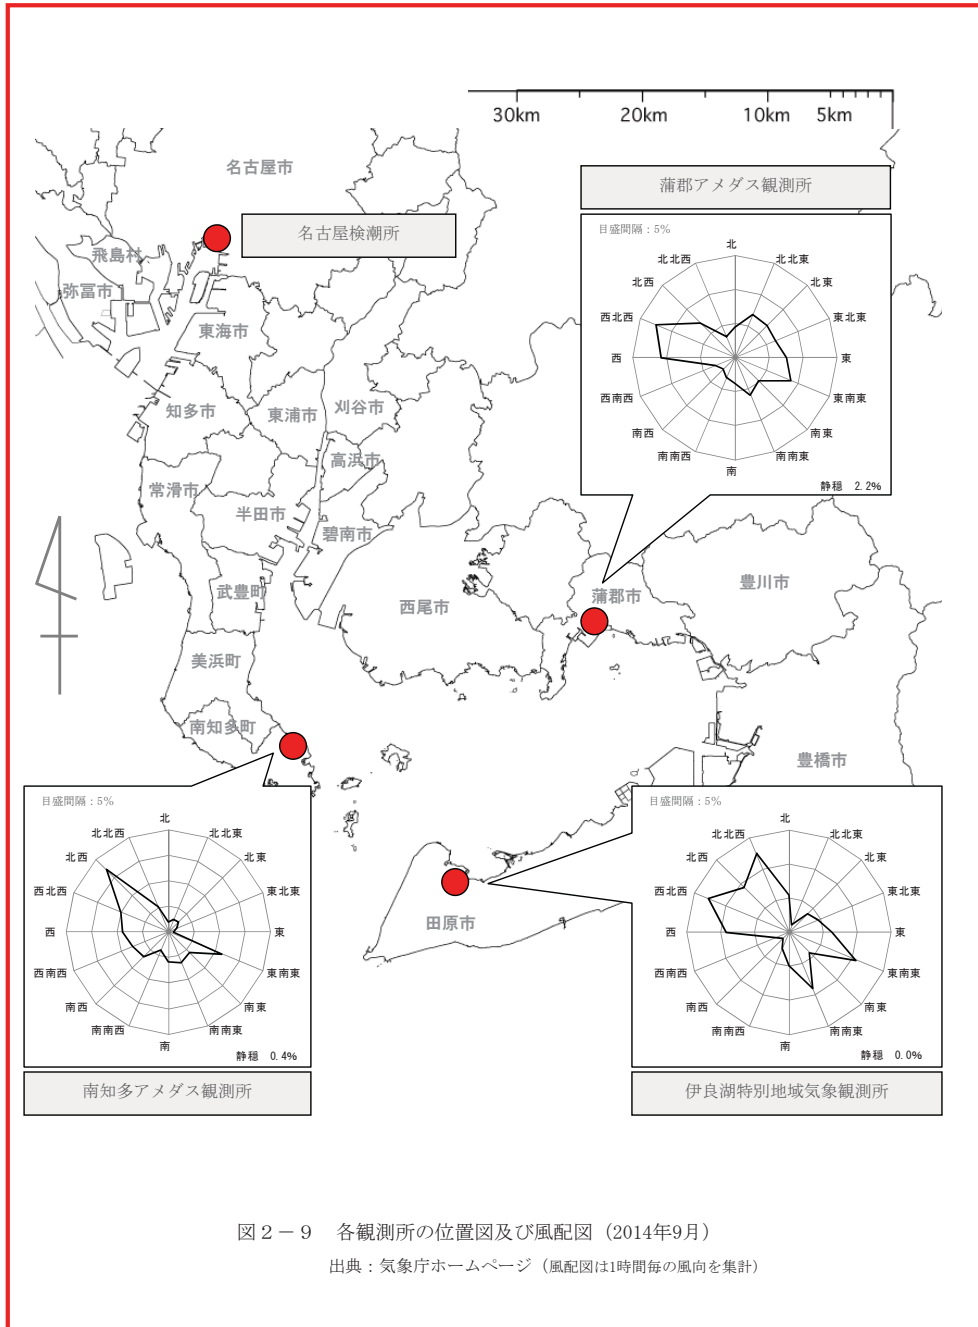 30km 20km 10km 5km
蒲郡アメダス観測所
名古屋市
名古屋検潮所
目盛間隔：5%
北
北北東
北東
東北東
東
東南東
南東
南南東
南
南南西
南西
西南西
西
西北西
北西
北北西
静穏 2.2%
飛島村
弥冨市
東海市
知多市
東浦市
刈谷市
高浜市
常滑市
半田市
碧南市
武豊町
西尾市
蒲郡市
豊川市
美浜町
南知多町
豊橋市
田原市
目盛間隔：5%
北
北北東
北東
東北東
東
東南東
南東
南南東
南
南南西
南西
西南西
西
西北西
北西
北北西
静穏 0.4%
南知多アメダス観測所
目盛間隔：5%
北
北北東
北東
東北東
東
東南東
南東
南南東
南
南南西
南西
西南西
西
西北西
北西
北北西
静穏 0.0%
伊良湖特別地域気象観測所
図２－９ 各観測所の位置図及び風配図（2014年9月）
出典：気象庁ホームページ（風配図は1時間毎の風向を集計）